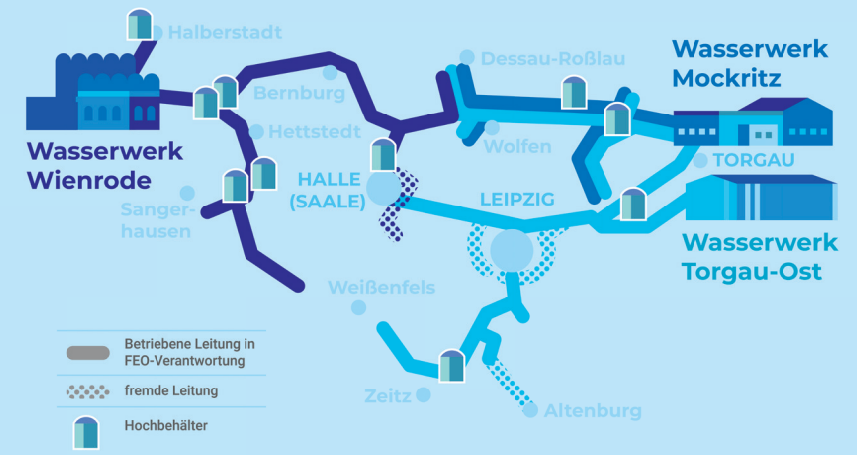 Halberstadt
Dessau-Roßlau
Wasserwerk
Mockritz
Bernburg
Hettstedt
Wolfen
Wasserwerk
Wienrode
TORGAU
HALLE
(SAALE)
LEIPZIG
Sanger-
hausen
Wasserwerk
Torgau-Ost
Weißenfels
Betriebene Leitung in
FEO-Verantwortung
fremde Leitung
Hochbehälter
Zeitz
Altenburg